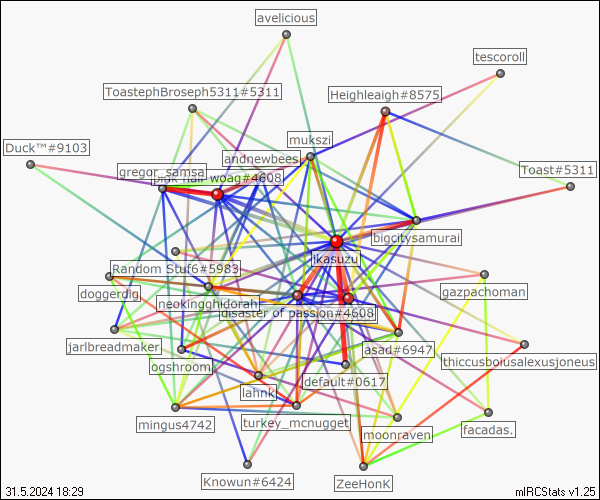 avelicious
tescoroll
ToastephBroseph5311#5311
Heighleaigh#8575
mukszi
Duck™#9103
andnewbees
gregor_samsa
woag#4608
Toast#5311
bigcitysamurai
ikasuzu
Random Stuf6#5983
doggerdig
neokingghidorah
gazpachoman
disaster of passion#4608
jarlbreadmaker
asad#6947
thiccusboiusalexusjoneus
ogshroom
default#0617
lahnk
mingus4742
turkey_mcnugget
moonraven
facadas.
Knowun#6424
ZeeHonK
31.5.2024 18:29
mIRCStats v1.25